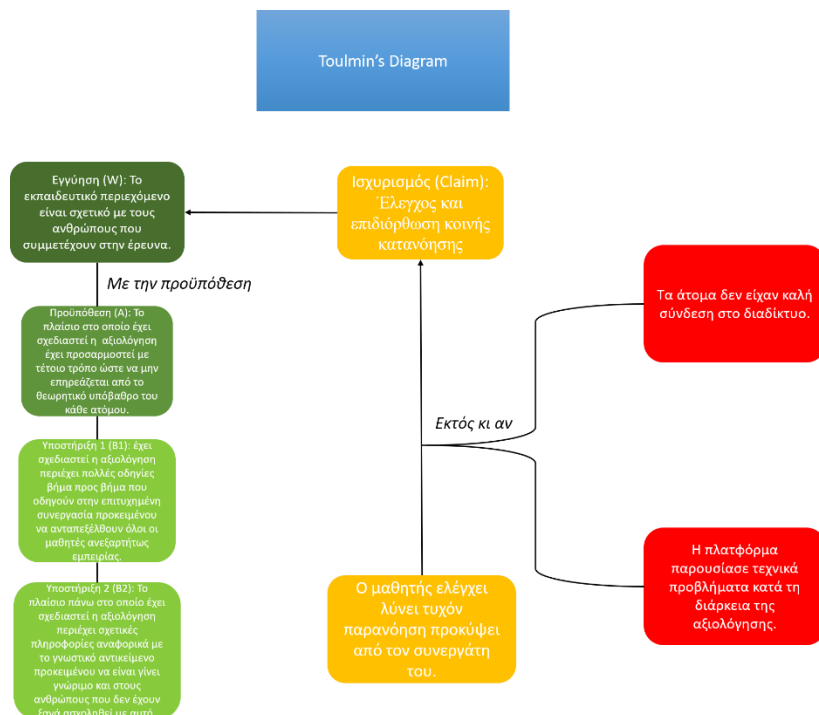 Toulmin’s Diagram
Εγγύηση (W): Το
εκπαιδευτικό περιεχόμενο
είναι σχετικό με τους
ανθρώπους που
συμμετέχουν στην έρευνα.
Με την προϋπόθεση
Προϋπόθεση (A): Το
πλαίσιο στο οποίο έχει
σχεδιαστεί η αξιολόγηση
έχει προσαρμοστεί με
τέτοιο τρόπο ώστε να μην
επηρεάζεται από το
θεωρητικό υπόβαθρο του
κάθε ατόμου.
Υποστήριξη 1 (B1): έχει
σχεδιαστεί η αξιολόγηση
περιέχει πολλές οδηγίες
βήμα προς βήμα που
οδηγούν στην επιτυχημένη
συνεργασία προκειμένου
να ανταπεξέλθουν όλοι οι
μαθητές ανεξαρτήτως
εμπειρίας.
Υποστήριξη 2 (B2): Το
πλαίσιο πάνω στο οποίο έχει
σχεδιαστεί η αξιολόγηση
περιέχει σχετικές
πληροφορίες αναφορικά με
το γνωστικό αντικείμενο
προκειμένου να είναι γίνει
γνώριμο και στους
ανθρώπους που δεν έχουν
ξανά ασχοληθεί με αυτό.
Ισχυρισμός (Claim):
Έλεγχος και
επιδιόρθωση κοινής
κατανόησης
Εκτός κι αν
Ο μαθητής ελέγχει
λύνει τυχόν
παρανόηση προκύψει
από τον συνεργάτη
του.
Τα άτομα δεν είχαν καλή
σύνδεση στο διαδίκτυο.
Η πλατφόρμα
παρουσίασε τεχνικά
προβλήματα κατά τη
διάρκεια της
αξιολόγησης.